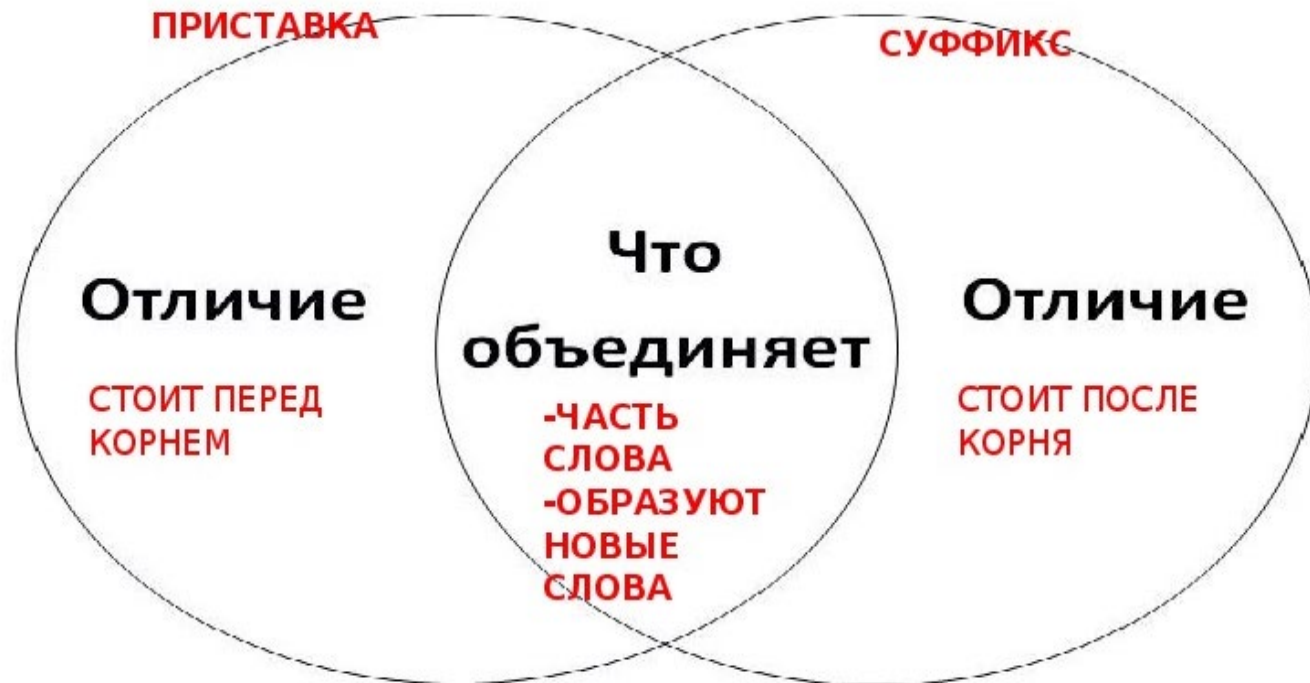 ПРИСТАВКА
СУФФИКС
Отличие
СТОИТ ПЕРЕД
КОРНЕМ
Что
объединяет
-ЧАСТЬ
СЛОВА
-ОБРАЗУЮТ
НОВЫЕ
СЛОВА
Отличие
СТОИТ ПОСЛЕ
КОРНЯ